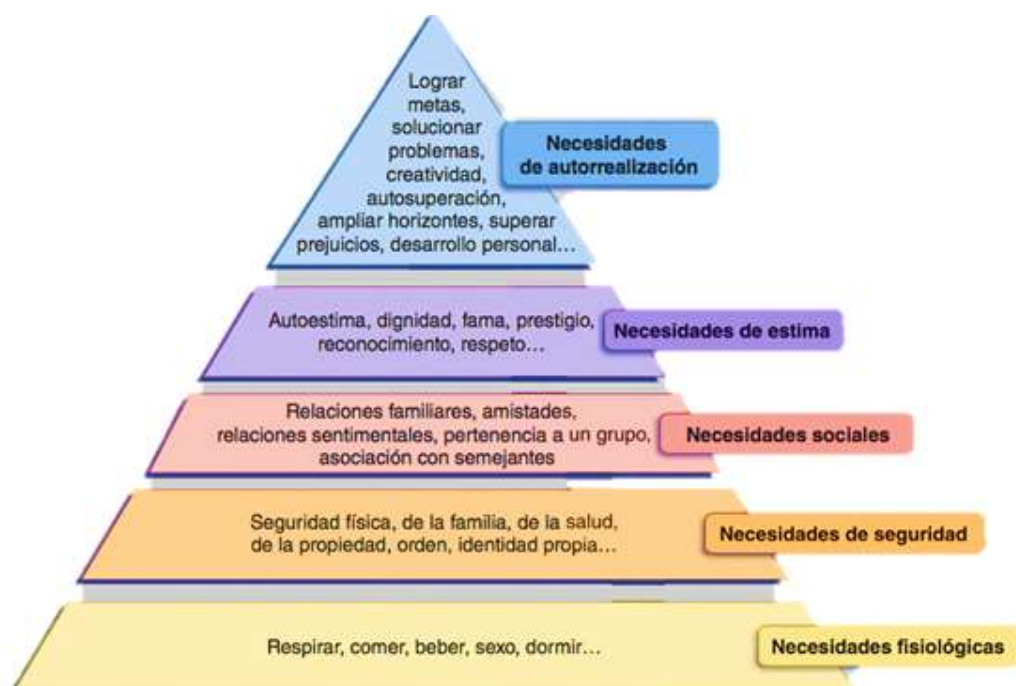 Lograr
metas,
solucionar
problemas,
creatividad,
autosuperación,
ampliar horizontes, superar
prejuicios, desarrollo personal...
Necesidades
de autorrealización
Autoestima, dignidad, fama, prestigio,
reconocimiento, respeto...
Necesidades de estima
Relaciones familiares, amistades,
relaciones sentimentales, pertenencia a un grupo,
asociación con semejantes
Necesidades sociales
Seguridad física, de la familia, de la salud,
de la propiedad, orden, identidad propia...
Necesidades de seguridad
Respirar, comer, beber, sexo, dormir...
Necesidades fisiológicas